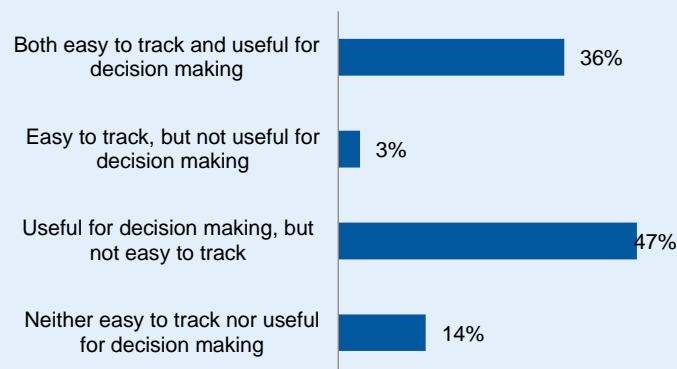 Both easy to track and useful for
decision making
36%
Easy to track, but not useful for
decision making
3%
Useful for decision making, but
not easy to track
47%
Neither easy to track nor useful
for decision making
14%